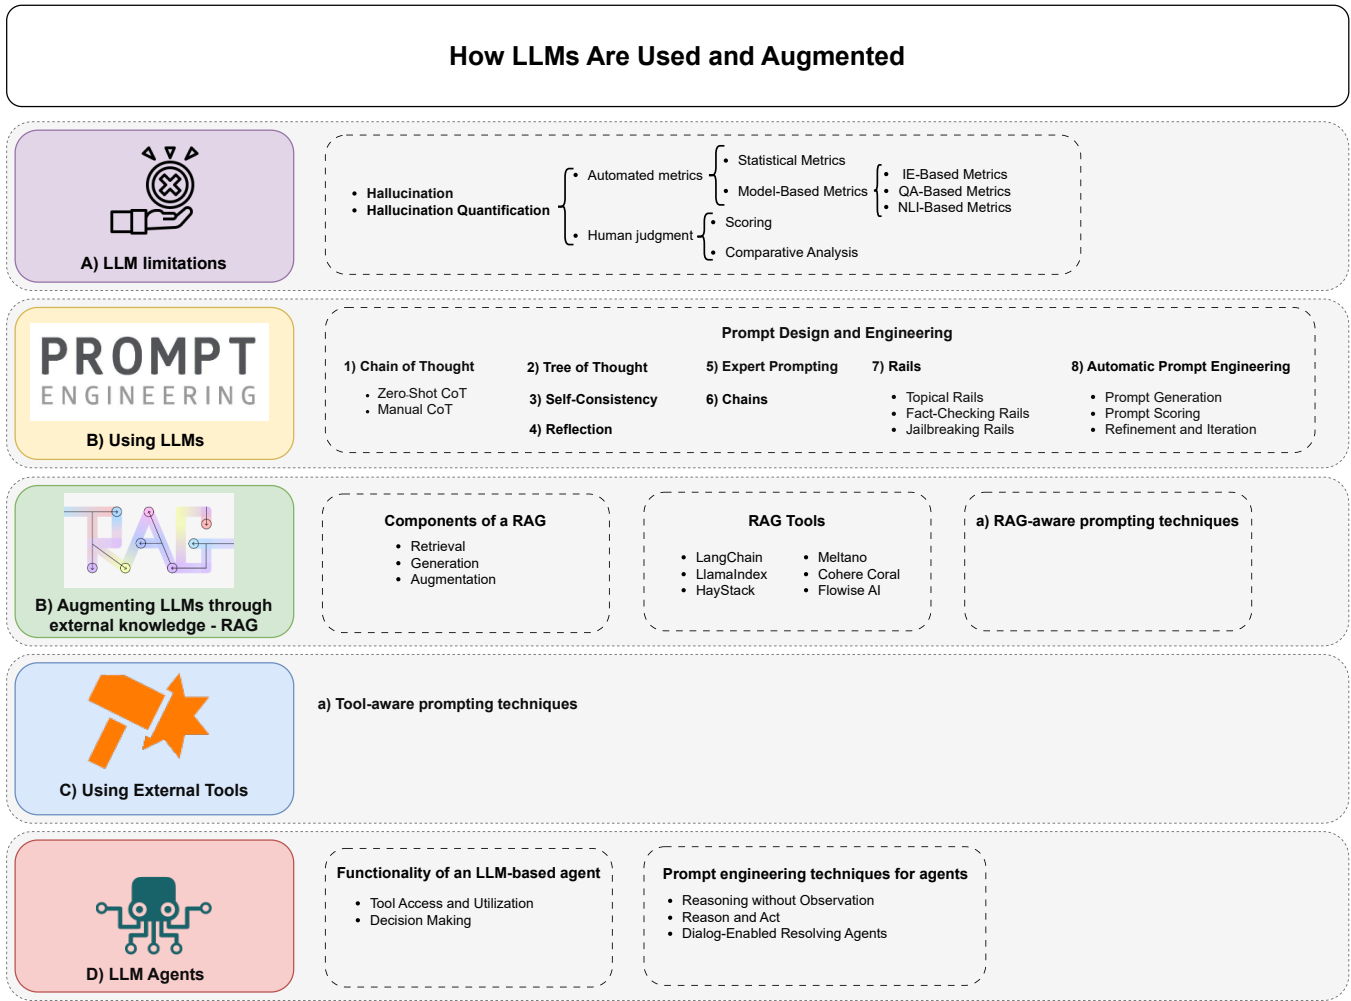 How LLMs Are Used and Augmented
A) LLM limitations
• Hallucination
• Hallucination Quantification
• Automated metrics
• Statistical Metrics
• Model-Based Metrics
• IE-Based Metrics
• QA-Based Metrics
• NLI-Based Metrics
• Human judgment
• Scoring
• Comparative Analysis
PROMPT
ENGINEERING
B) Using LLMs
Prompt Design and Engineering
1) Chain of Thought
• Zero-Shot CoT
• Manual CoT
2) Tree of Thought
3) Self-Consistency
4) Reflection
5) Expert Prompting
6) Chains
7) Rails
• Topical Rails
• Fact-Checking Rails
• Jailbreaking Rails
8) Automatic Prompt Engineering
• Prompt Generation
• Prompt Scoring
• Refinement and Iteration
RAG
B) Augmenting LLMs through
external knowledge - RAG
Components of a RAG
• Retrieval
• Generation
• Augmentation
RAG Tools
• LangChain
• LlamaIndex
• HayStack
• Meltano
• Cohere Coral
• Flowise AI
a) RAG-aware prompting techniques
C) Using External Tools
a) Tool-aware prompting techniques
D) LLM Agents
Functionality of an LLM-based agent
• Tool Access and Utilization
• Decision Making
Prompt engineering techniques for agents
• Reasoning without Observation
• Reason and Act
• Dialog-Enabled Resolving Agents